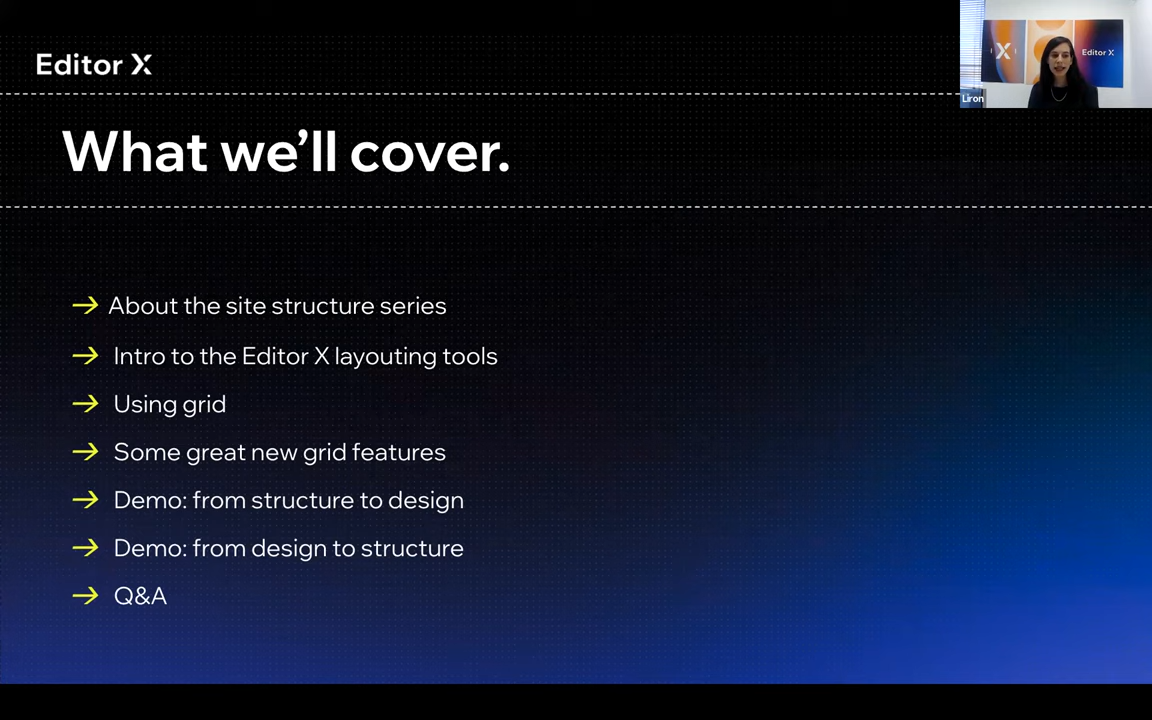 Editor X
X
Editor X
Liron
What we'll cover.
→ About the site structure series
→ Intro to the Editor X layouting tools
→ Using grid
→ Some great new grid features
→ Demo: from structure to design
→ Demo: from design to structure
→ Q&A